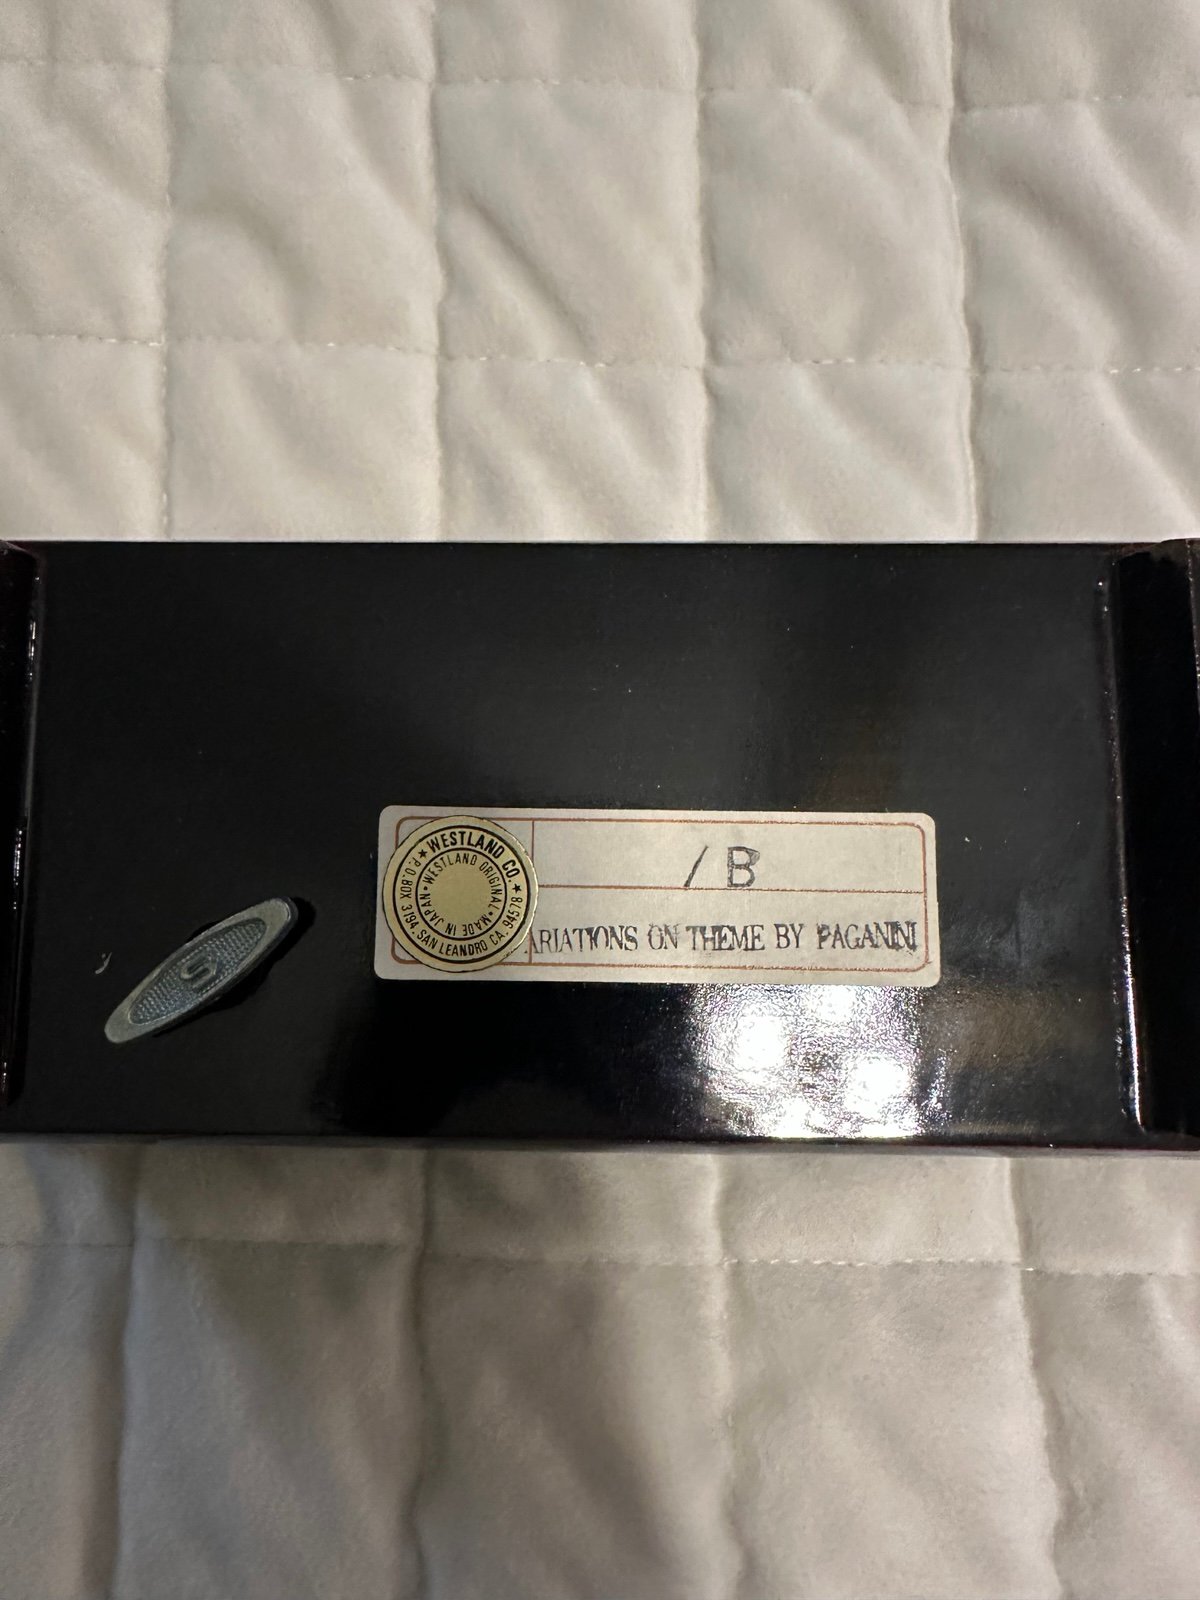 ★ WESTLAND CO. ★
P.O.BOX 3194. SAN LEANDRO CA. 94578
WESTLAND ORIGINAL • MADE IN JAPAN •
/ B
ARIATIONS ON THEME BY PAGANINI
S